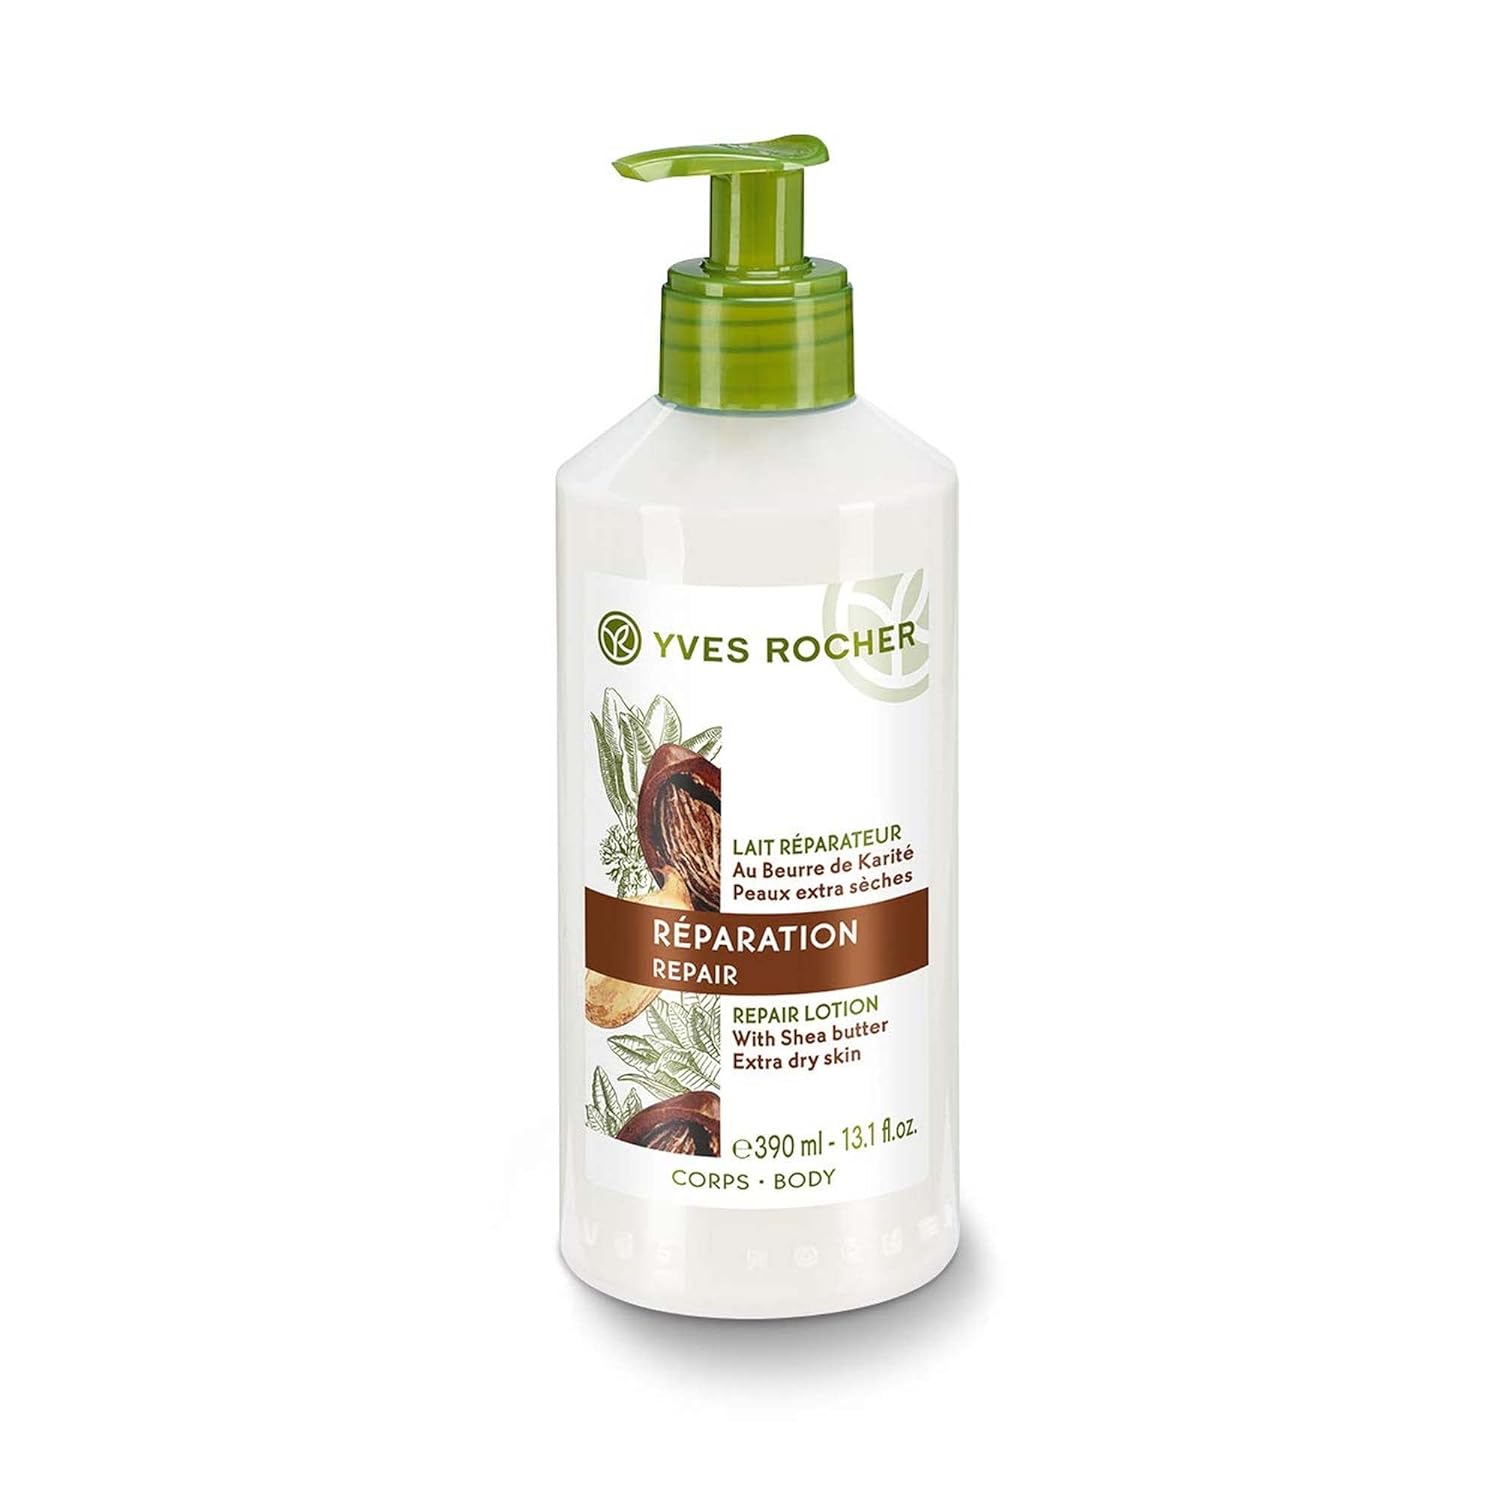 YVES ROCHER
LAIT RÉPARATEUR
Au Beurre de Karité
Peaux extra sèches
RÉPARATION
REPAIR
REPAIR LOTION
With Shea butter
Extra dry skin
℮390 ml - 13.1 fl.oz.
CORPS · BODY